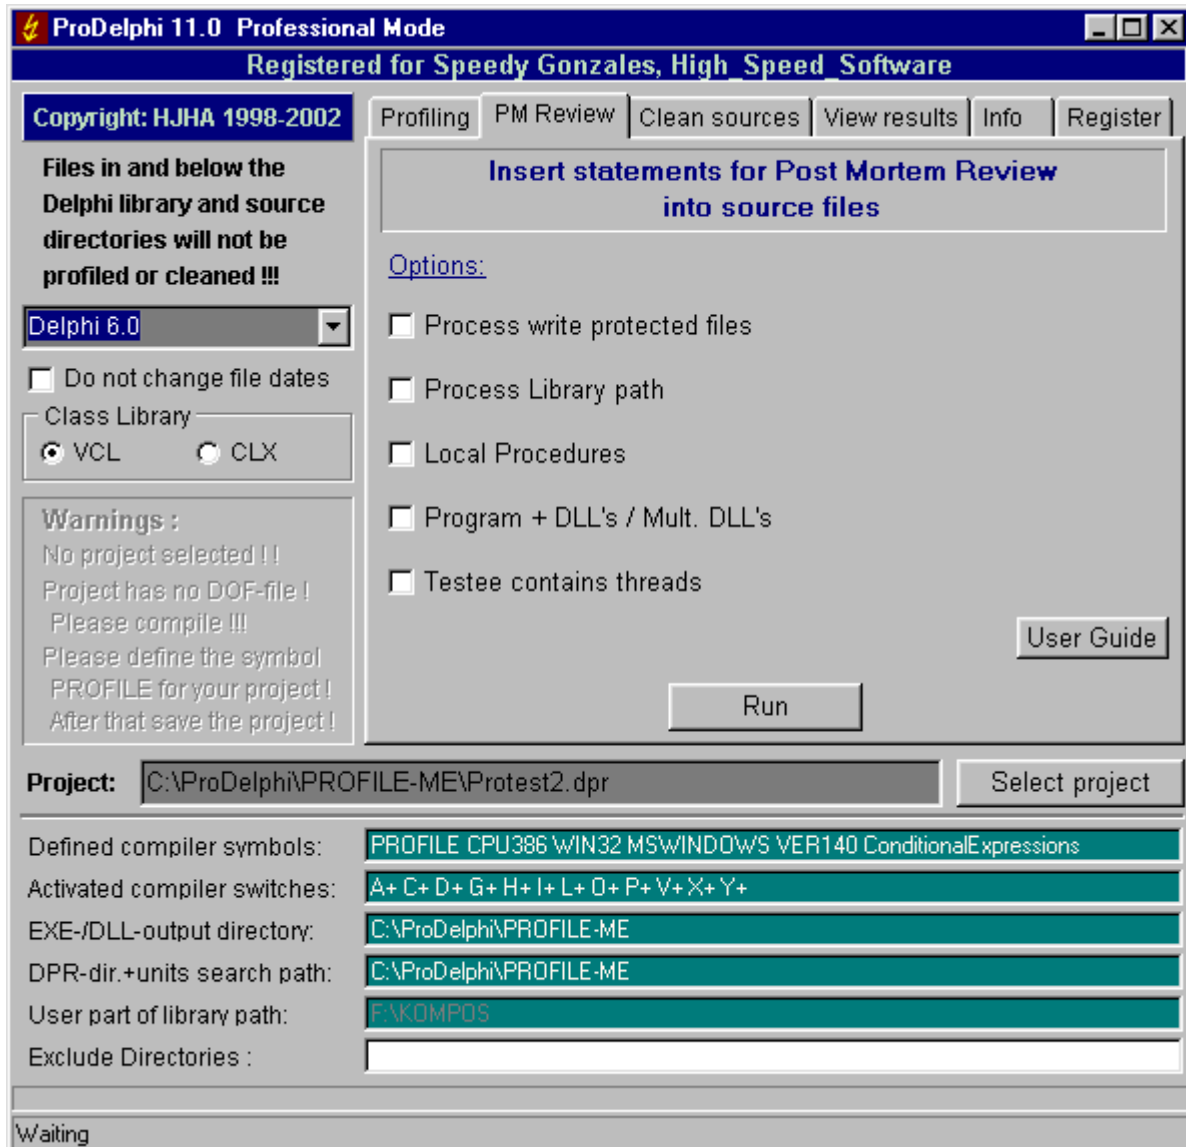 ProDelphi 11.0 Professional Mode
Registered for Speedy Gonzales, High_Speed_Software
Copyright: HJHA 1998-2002
Files in and below the
Delphi library and source
directories will not be
profiled or cleaned !!!
Delphi 6.0
Do not change file dates
Class Library
VCL CLX
Warnings :
No project selected ! !
Project has no DOF-file !
Please compile !!!
Please define the symbol
PROFILE for your project !
After that save the project !
Profiling PM Review Clean sources View results Info Register
Insert statements for Post Mortem Review
into source files
Options:
Process write protected files
Process Library path
Local Procedures
Program + DLL's / Mult. DLL's
Testee contains threads
User Guide
Run
Project: C:\ProDelphi\PROFILE-ME\Protest2.dpr Select project
Defined compiler symbols: PROFILE CPU386 WIN32 MSWINDOWS VER140 ConditionalExpressions
Activated compiler switches: A+ C+ D+ G+ H+ I+ L+ O+ P+ V+ X+ Y+
EXE-/DLL-output directory: C:\ProDelphi\PROFILE-ME
DPR-dir.+units search path: C:\ProDelphi\PROFILE-ME
User part of library path: F:\KOMPOS
Exclude Directories :
Waiting